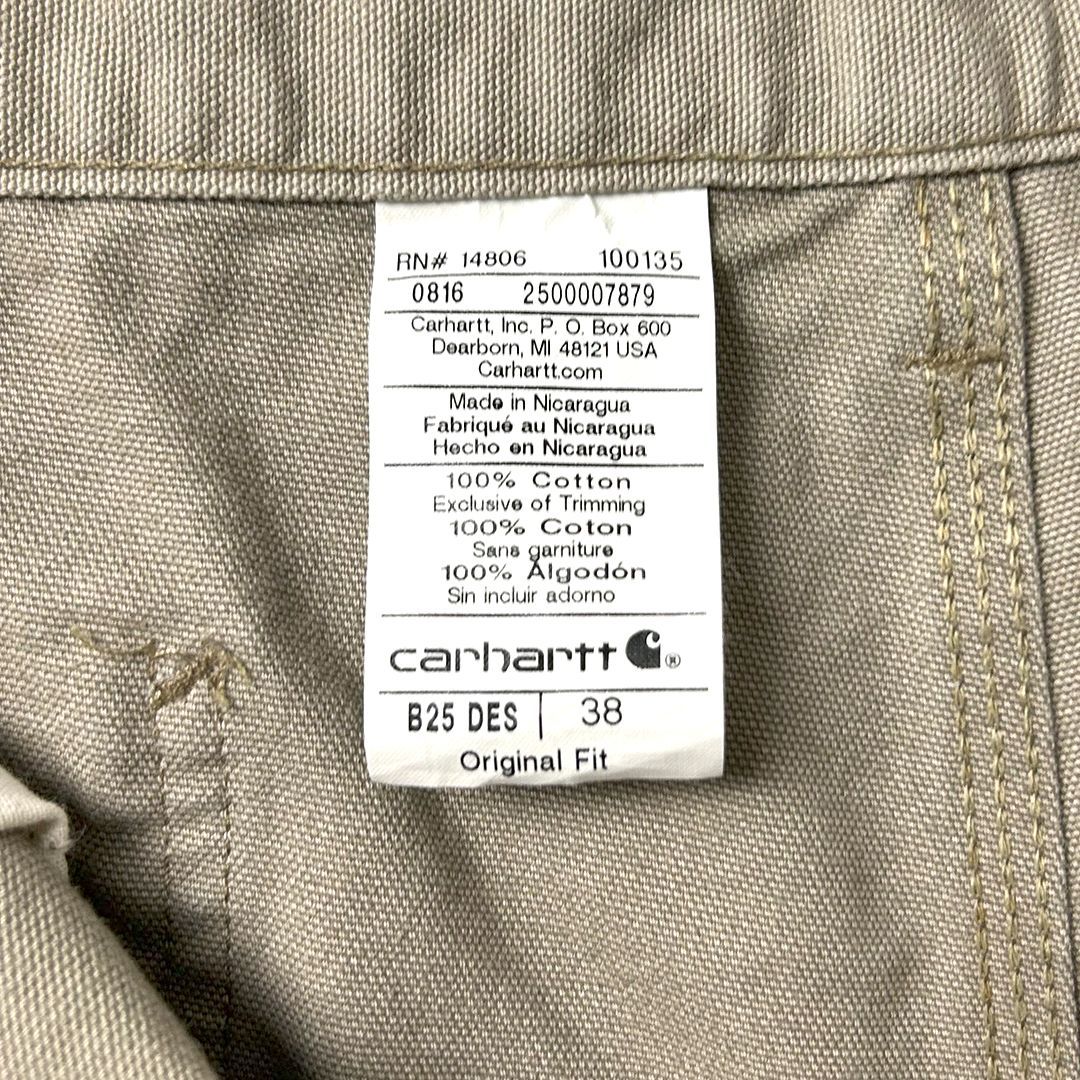 RN# 14806 100135
0816 2500007879
Carhartt, Inc. P. O. Box 600
Dearborn, MI 48121 USA
Carhartt.com
Made in Nicaragua
Fabriqué au Nicaragua
Hecho en Nicaragua
100% Cotton
Exclusive of Trimming
100% Coton
Sans garniture
100% Algodón
Sin incluir adorno
carhartt ®
B25 DES | 38
Original Fit